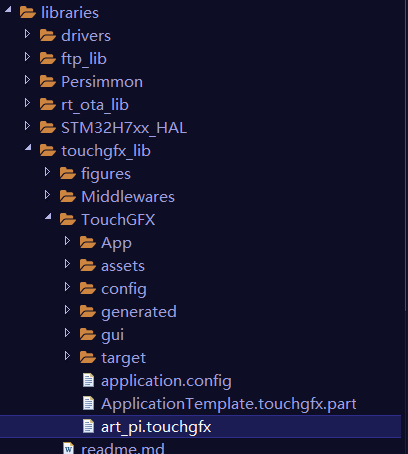 libraries
drivers
ftp_lib
Persimmon
rt_ota_lib
STM32H7xx_HAL
touchgfx_lib
figures
Middlewares
TouchGFX
App
assets
config
generated
gui
target
application.config
ApplicationTemplate.touchgfx.part
art_pi.touchgfx
readme.md